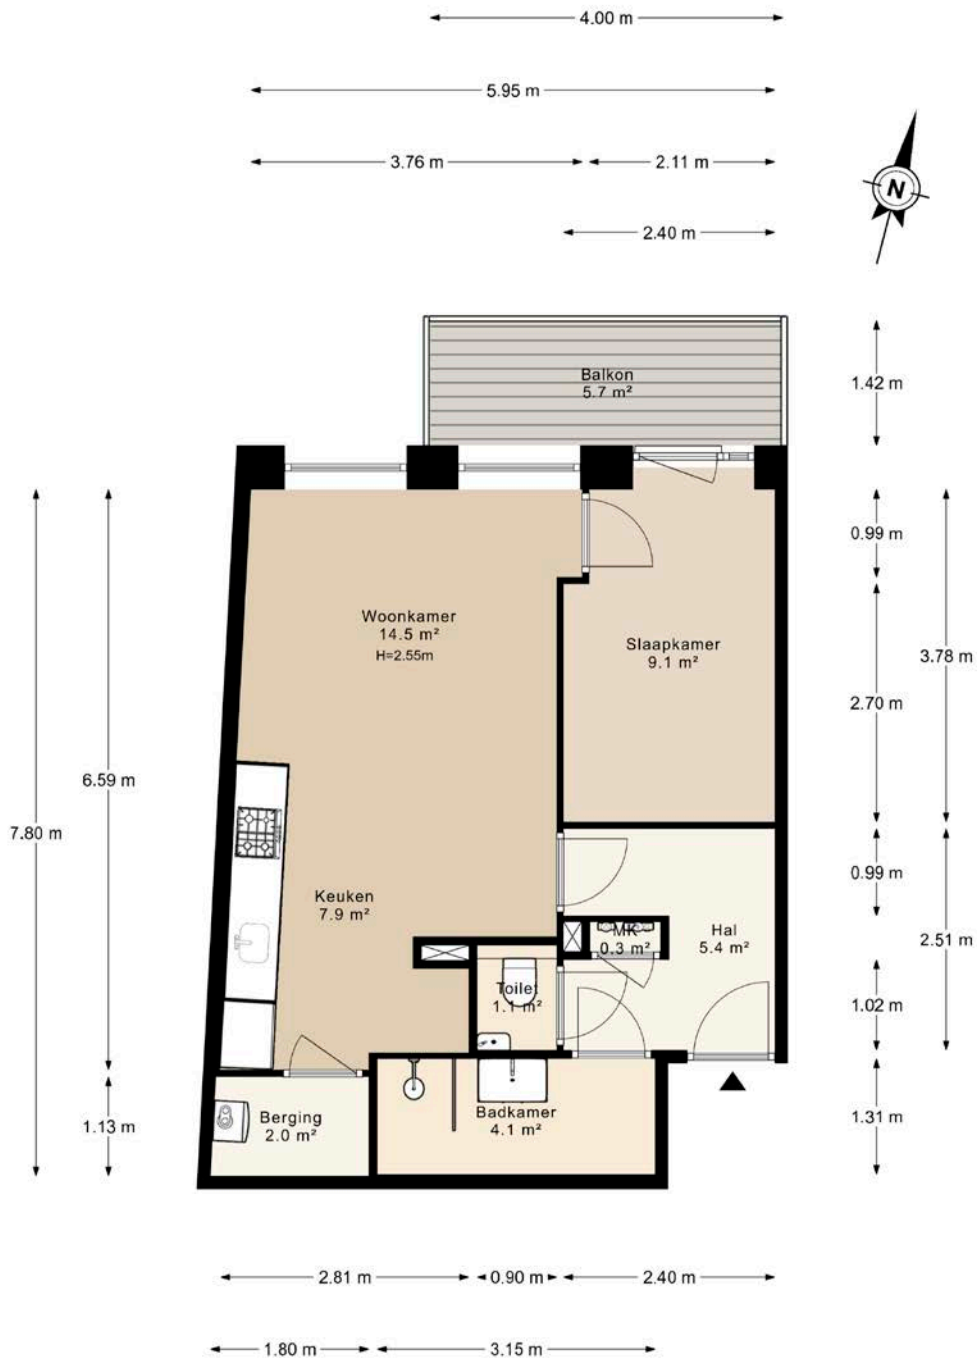 4.00 m
5.95 m
3.76 m
2.11 m
N
2.40 m
Balkon
5.7 m²
1.42 m
0.99 m
Woonkamer
14.5 m²
H=2.55m
Slaapkamer
9.1 m²
3.78 m
2.70 m
6.59 m
7.80 m
0.99 m
Keuken
7.9 m²
MK
0.3 m²
Hal
5.4 m²
2.51 m
Toilet
1.1 m²
1.02 m
Berging
2.0 m²
Badkamer
4.1 m²
1.13 m
1.31 m
2.81 m
0.90 m
2.40 m
1.80 m
3.15 m